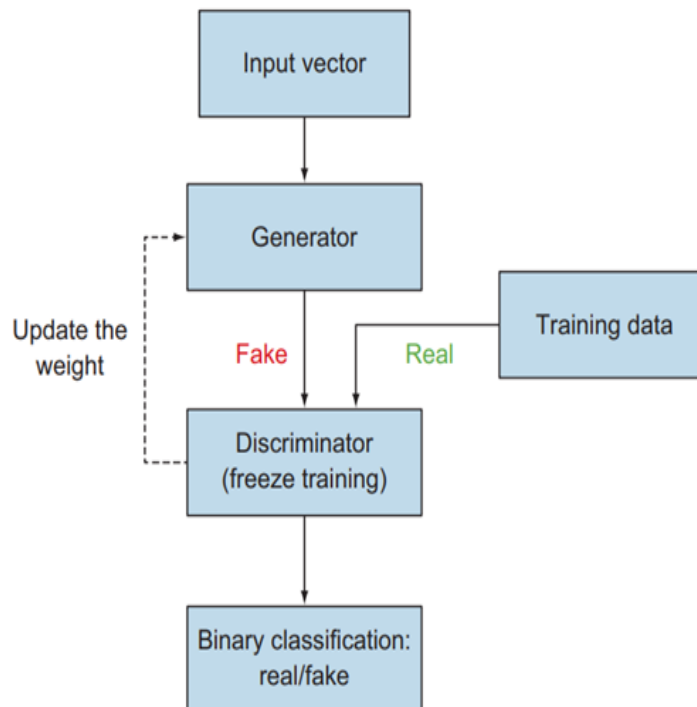 Input vector
Generator
Training data
Update the
weight
Fake
Real
Discriminator
(freeze training)
Binary classification:
real/fake